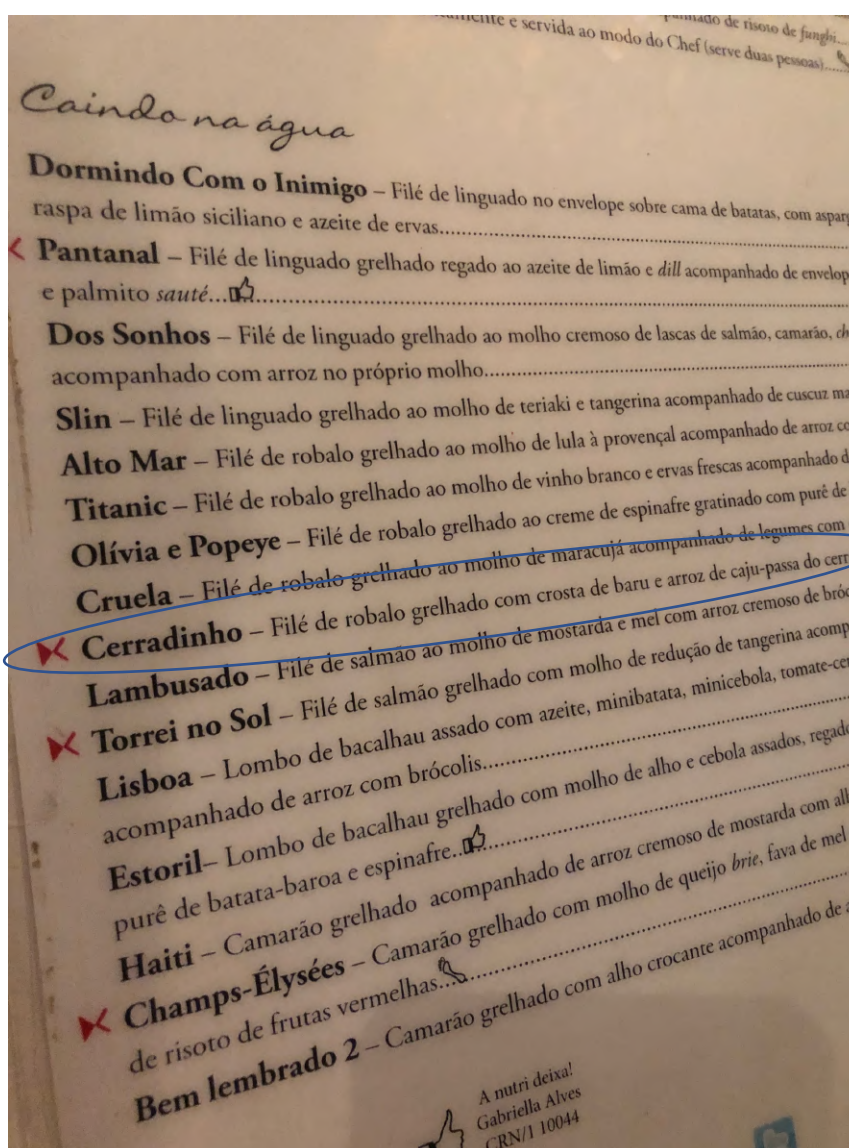 panhado de risoto de funghi...
e servida ao modo do Chef (serve duas pessoas)......
Caindo na água
Dormindo Com o Inimigo – Filé de linguado no envelope sobre cama de batatas, com
raspa de limão siciliano e azeite de ervas
Pantanal – Filé de linguado grelhado regado ao azeite de limão e dill acompanhado de
e palmito sauté...
Dos Sonhos – Filé de linguado grelhado ao molho cremoso de lascas de salmão, camarão,
acompanhado com arroz no próprio molho
Slin – Filé de linguado grelhado ao molho de teriaki e tangerina acompanhado de cuscuz
Alto Mar – Filé de robalo grelhado ao molho de lula à provençal acompanhado de arroz
Titanic – Filé de robalo grelhado ao molho de vinho branco e ervas frescas acompanhado
Olívia e Popeye – Filé de robalo grelhado ao creme de espinafre gratinado com purê de
Cruela – Filé de robalo grelhado ao molho de maracujá acompanhado de legumes com
Cerradinho – Filé de robalo grelhado com crosta de baru e arroz de caju-passa do
Lambusado – Filé de salmão ao molho de mostarda e mel com arroz cremoso de
Torrei no Sol – Filé de salmão grelhado com molho de redução de tangerina
Lisboa – Lombo de bacalhau assado com azeite, minibatata, minicebola,
acompanhado de arroz com brócolis
Estoril– Lombo de bacalhau grelhado com molho de alho e cebola assados,
purê de batata-baroa e espinafre..
Haiti – Camarão grelhado acompanhado de arroz cremoso de mostarda com
Champs-Élysées – Camarão grelhado com molho de queijo brie, fava de mel
de risoto de frutas vermelhas...
Bem lembrado 2 – Camarão grelhado com alho crocante acompanhado de
A nutri deixa!
Gabriella Alves
CRN/1 10044